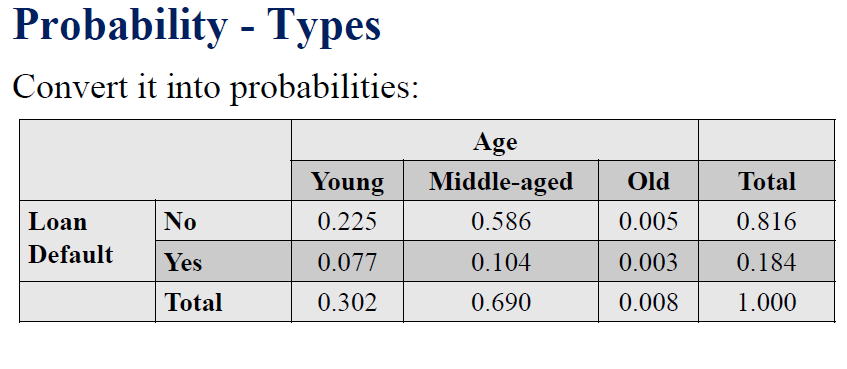 Probability - Types
Convert it into probabilities:
Age
Young Middle-aged Old Total
Loan Default No 0.225 0.586 0.005 0.816
Yes 0.077 0.104 0.003 0.184
Total 0.302 0.690 0.008 1.000